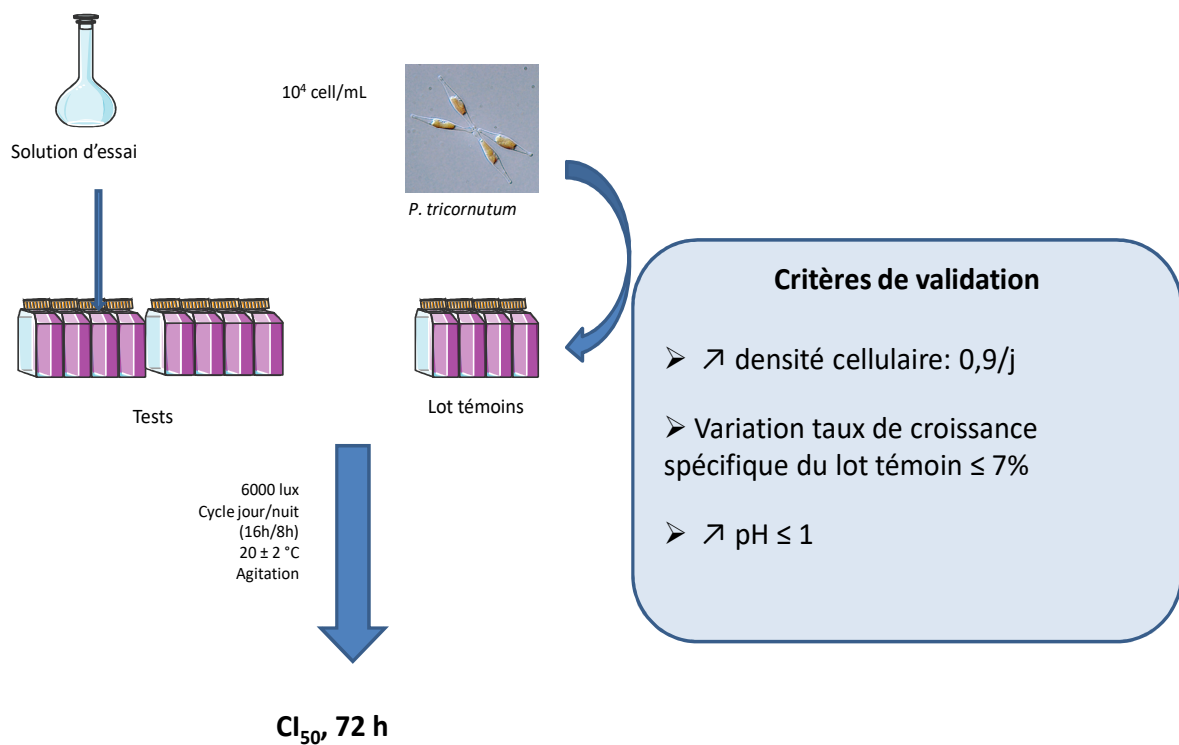 10⁴ cell/mL
Solution d’essai
P. tricornutum
Tests
Lot témoins
6000 lux
Cycle jour/nuit
(16h/8h)
20 ± 2 °C
Agitation
CI₅₀, 72 h
Critères de validation
➢ ↗ densité cellulaire: 0,9/j
➢ Variation taux de croissance
spécifique du lot témoin ≤ 7%
➢ ↗ pH ≤ 1